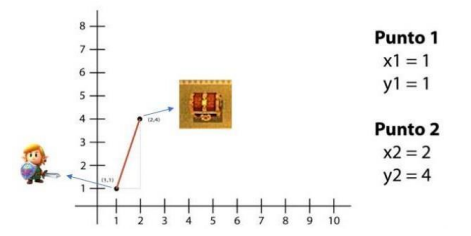 8
7
6
5
4
3
2
1
(2,4)
(1,1)
1 2 3 4 5 6 7 8 9 10
Punto 1
x1 = 1
y1 = 1
Punto 2
x2 = 2
y2 = 4